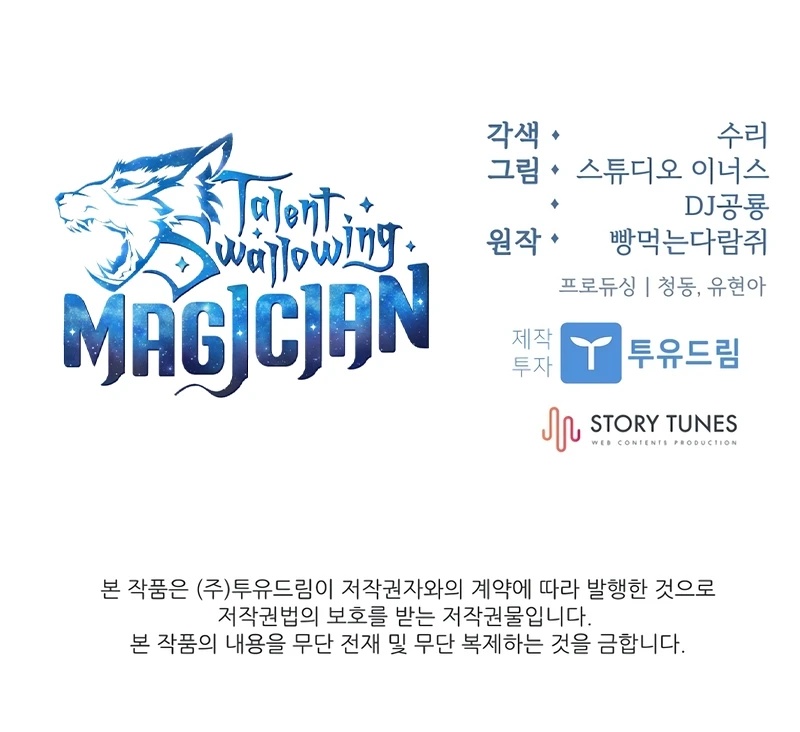 Talent
Swallowing
MAGICIAN
각색 ⬩ 수리
그림 ⬩ 스튜디오 이너스
⬩ DJ공룡
원작 ⬩ 빵먹는다람쥐
프로듀싱 | 청동, 유현아
제작
투자
투유드림
STORY TUNES
WEB CONTENTS PRODUCTION
본 작품은 (주)투유드림이 저작권자와의 계약에 따라 발행한 것으로
저작권법의 보호를 받는 저작권물입니다.
본 작품의 내용을 무단 전재 및 무단 복제하는 것을 금합니다.